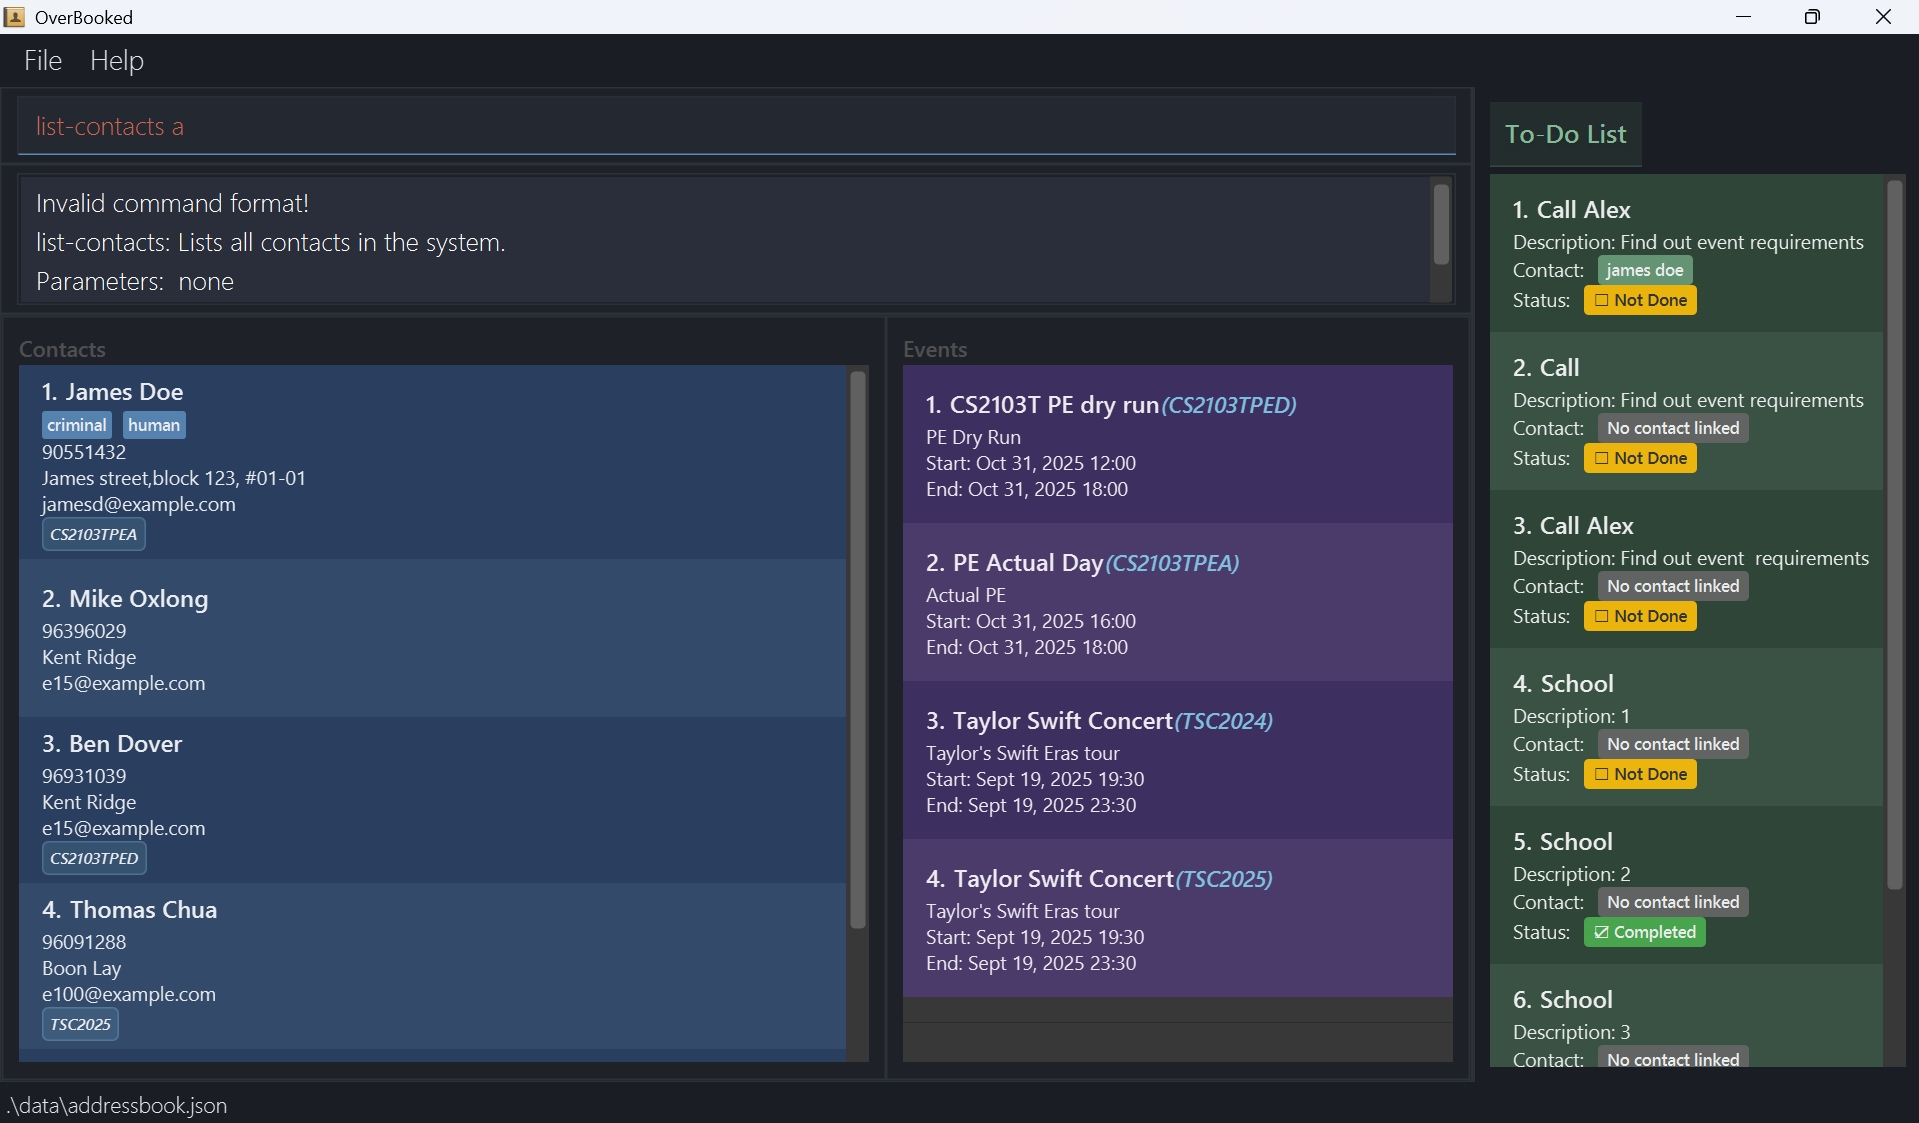 OverBooked
File Help
list-contacts a
Invalid command format!
list-contacts: Lists all contacts in the system.
Parameters: none
Contacts
1. James Doe
criminal human
90551432
James street,block 123, #01-01
jamesd@example.com
CS2103TPEA
2. Mike Oxlong
96396029
Kent Ridge
e15@example.com
3. Ben Dover
96931039
Kent Ridge
e15@example.com
CS2103TPED
4. Thomas Chua
96091288
Boon Lay
e100@example.com
TSC2025
Events
1. CS2103T PE dry run(CS2103TPED)
PE Dry Run
Start: Oct 31, 2025 12:00
End: Oct 31, 2025 18:00
2. PE Actual Day(CS2103TPEA)
Actual PE
Start: Oct 31, 2025 16:00
End: Oct 31, 2025 18:00
3. Taylor Swift Concert(TSC2024)
Taylor's Swift Eras tour
Start: Sept 19, 2025 19:30
End: Sept 19, 2025 23:30
4. Taylor Swift Concert(TSC2025)
Taylor's Swift Eras tour
Start: Sept 19, 2025 19:30
End: Sept 19, 2025 23:30
To-Do List
1. Call Alex
Description: Find out event requirements
Contact: james doe
Status: ☐ Not Done
2. Call
Description: Find out event requirements
Contact: No contact linked
Status: ☐ Not Done
3. Call Alex
Description: Find out event  requirements
Contact: No contact linked
Status: ☐ Not Done
4. School
Description: 1
Contact: No contact linked
Status: ☐ Not Done
5. School
Description: 2
Contact: No contact linked
Status: ☑ Completed
6. School
Description: 3
Contact: No contact linked
.\data\addressbook.json